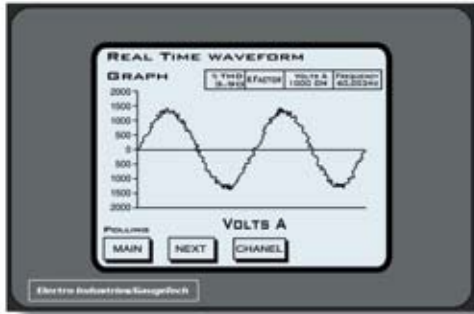 REAL TIME WAVEFORM
GRAPH
% THD
K FACTOR
VOLTS A
FREQUENCY
2000
1500
1000
500
0
500
1000
1500
2000
VOLTS A
POLLING
MAIN
NEXT
CHANEL
Electro Industries/GaugeTech